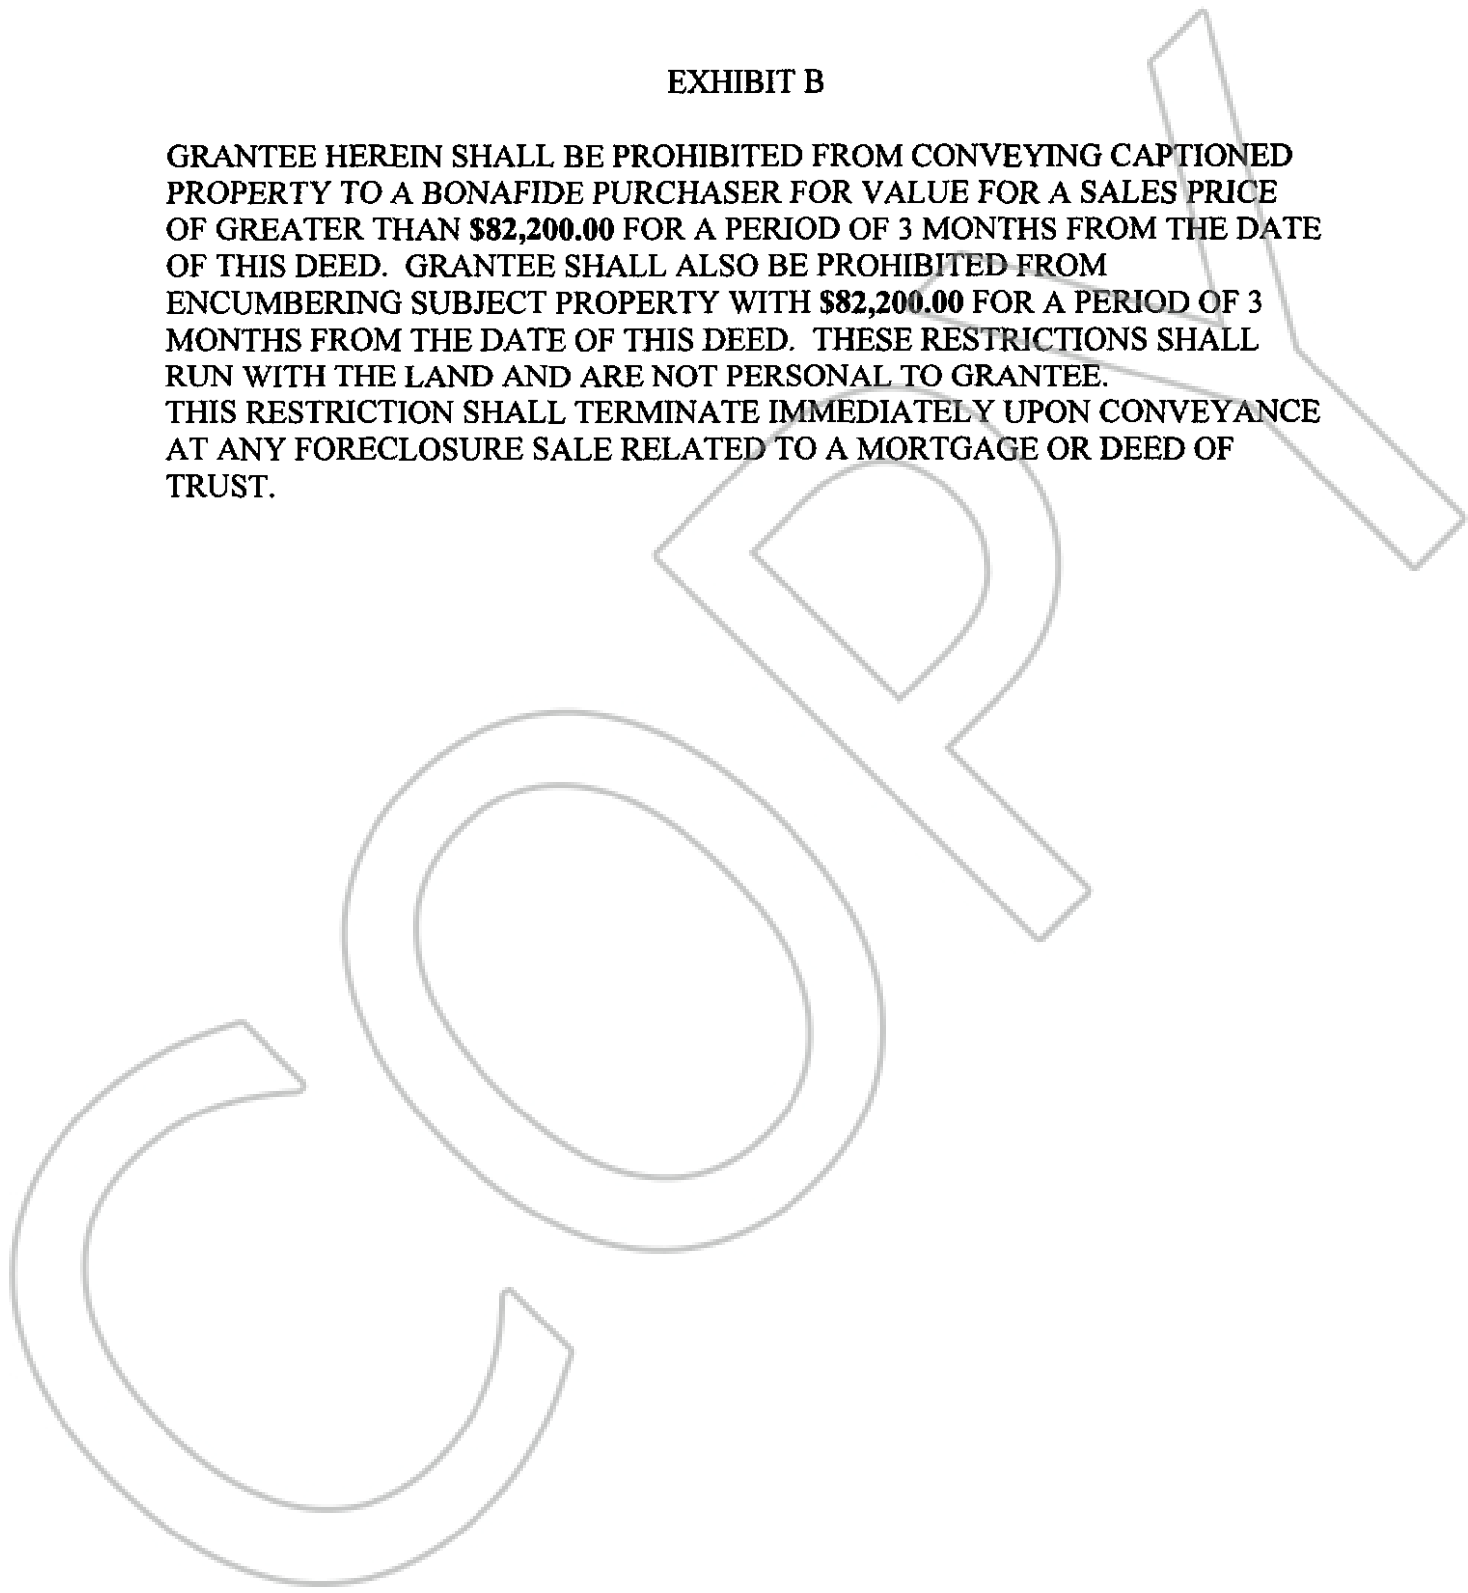 EXHIBIT B
GRANTEE HEREIN SHALL BE PROHIBITED FROM CONVEYING CAPTIONED
PROPERTY TO A BONAFIDE PURCHASER FOR VALUE FOR A SALES PRICE
OF GREATER THAN $82,200.00 FOR A PERIOD OF 3 MONTHS FROM THE DATE
OF THIS DEED. GRANTEE SHALL ALSO BE PROHIBITED FROM
ENCUMBERING SUBJECT PROPERTY WITH $82,200.00 FOR A PERIOD OF 3
MONTHS FROM THE DATE OF THIS DEED. THESE RESTRICTIONS SHALL
RUN WITH THE LAND AND ARE NOT PERSONAL TO GRANTEE.
THIS RESTRICTION SHALL TERMINATE IMMEDIATELY UPON CONVEYANCE
AT ANY FORECLOSURE SALE RELATED TO A MORTGAGE OR DEED OF
TRUST.
COPY